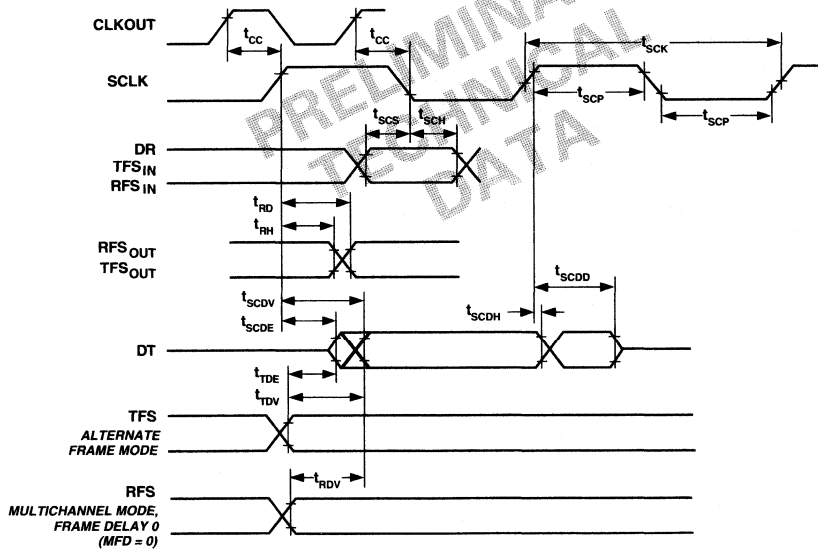 CLKOUT
tCC
tCC
tSCK
SCLK
tSCP
tSCP
tSCS
tSCH
DR
TFSIN
RFSIN
tRD
tRH
RFSOUT
TFSOUT
tSCDD
tSCDV
tSCDH
tSCDE
DT
tTDE
tTDV
TFS
ALTERNATE
FRAME MODE
tRDV
RFS
MULTICHANNEL MODE,
FRAME DELAY 0
(MFD = 0)
PRELIMINA
TECHNICAL
DATA